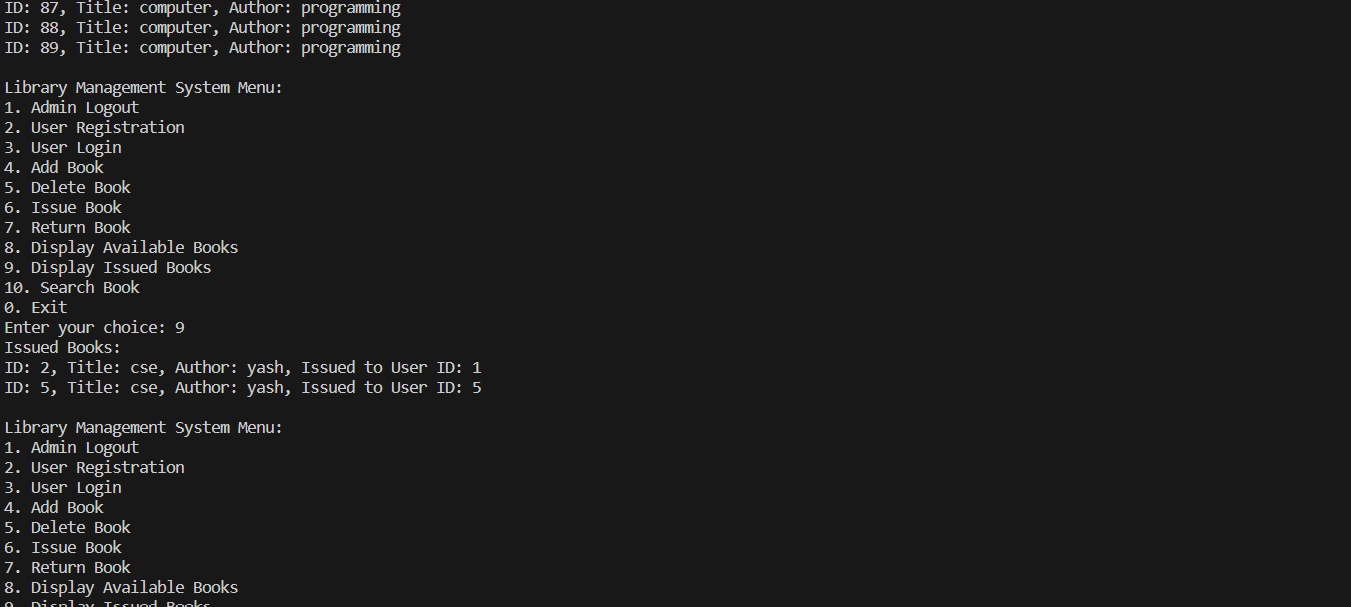 ID: 87, Title: computer, Author: programming
ID: 88, Title: computer, Author: programming
ID: 89, Title: computer, Author: programming
Library Management System Menu:
1. Admin Logout
2. User Registration
3. User Login
4. Add Book
5. Delete Book
6. Issue Book
7. Return Book
8. Display Available Books
9. Display Issued Books
10. Search Book
0. Exit
Enter your choice: 9
Issued Books:
ID: 2, Title: cse, Author: yash, Issued to User ID: 1
ID: 5, Title: cse, Author: yash, Issued to User ID: 5
Library Management System Menu:
1. Admin Logout
2. User Registration
3. User Login
4. Add Book
5. Delete Book
6. Issue Book
7. Return Book
8. Display Available Books
9. Display Issued Books